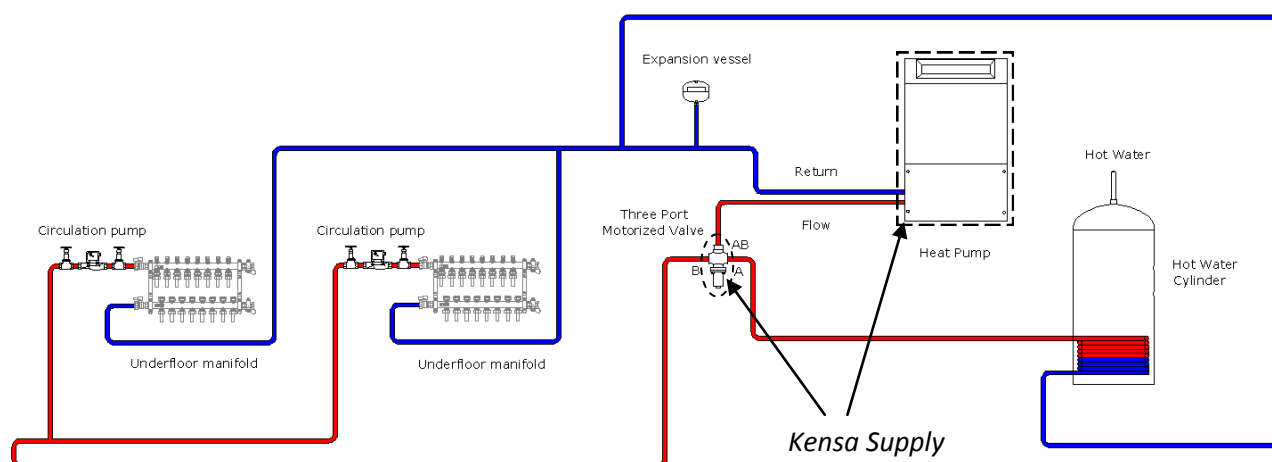 Expansion vessel
Hot Water
Return
Three Port
Motorized Valve
Flow
Circulation pump
Circulation pump
AB
Heat Pump
B
A
Hot Water
Cylinder
Underfloor manifold
Underfloor manifold
Kensa Supply